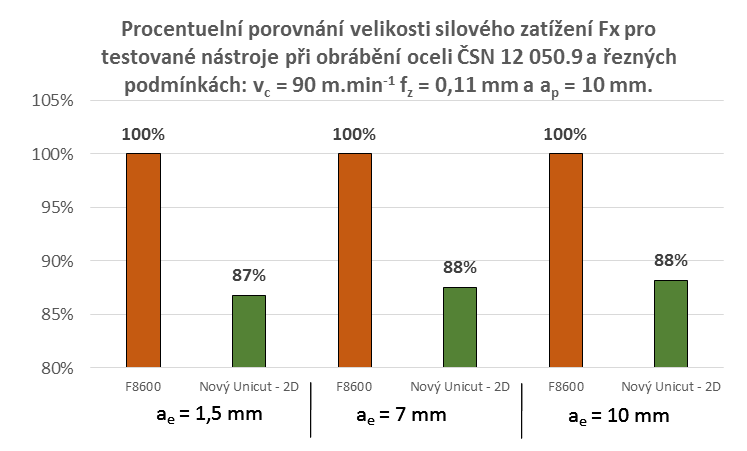 Procentuelní porovnání velikosti silového zatížení Fx pro
testované nástroje při obrábění oceli ČSN 12 050.9 a řezných
podmínkách: vc = 90 m.min-1 fz = 0,11 mm a ap = 10 mm.
105%
100%
95%
90%
85%
80%
100%
87%
100%
88%
100%
88%
F8600
Nový Unicut - 2D
F8600
Nový Unicut - 2D
F8600
Nový Unicut - 2D
ae = 1,5 mm
ae = 7 mm
ae = 10 mm